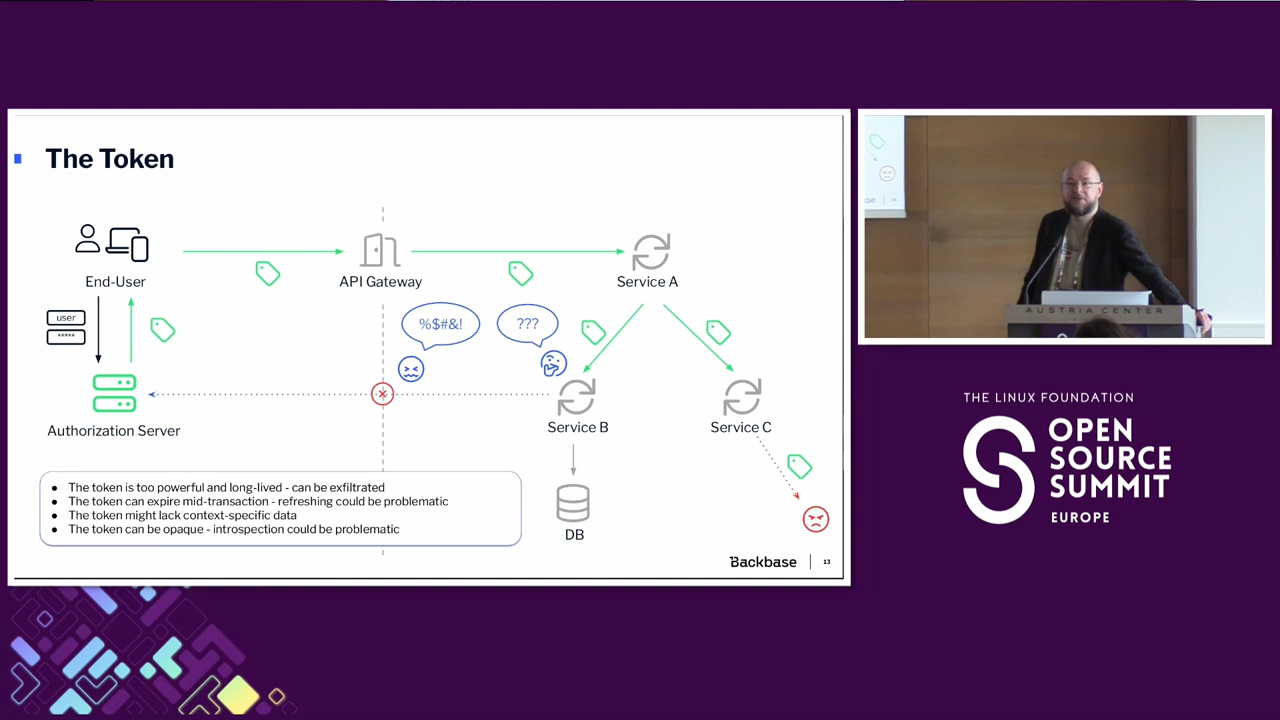 The Token
End-User
API Gateway
Service A
user
*****
%$#&!
???
Authorization Server
Service B
Service C
● The token is too powerful and long-lived - can be exfiltrated
● The token can expire mid-transaction - refreshing could be problematic
● The token might lack context-specific data
● The token can be opaque - introspection could be problematic
DB
Backbase
13
AUSTRIA CENTER
THE LINUX FOUNDATION
OPEN
SOURCE
SUMMIT
EUROPE